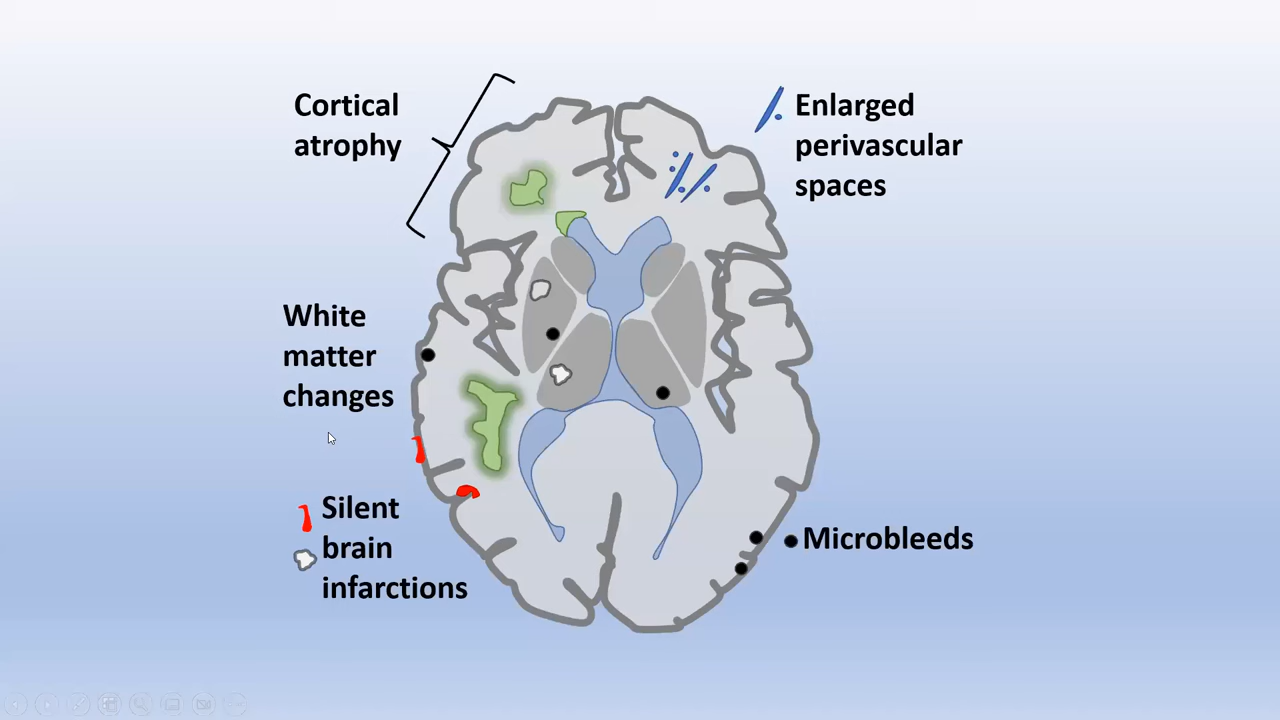 Cortical
atrophy
Enlarged
perivascular
spaces
White
matter
changes
Silent
brain
infarctions
Microbleeds